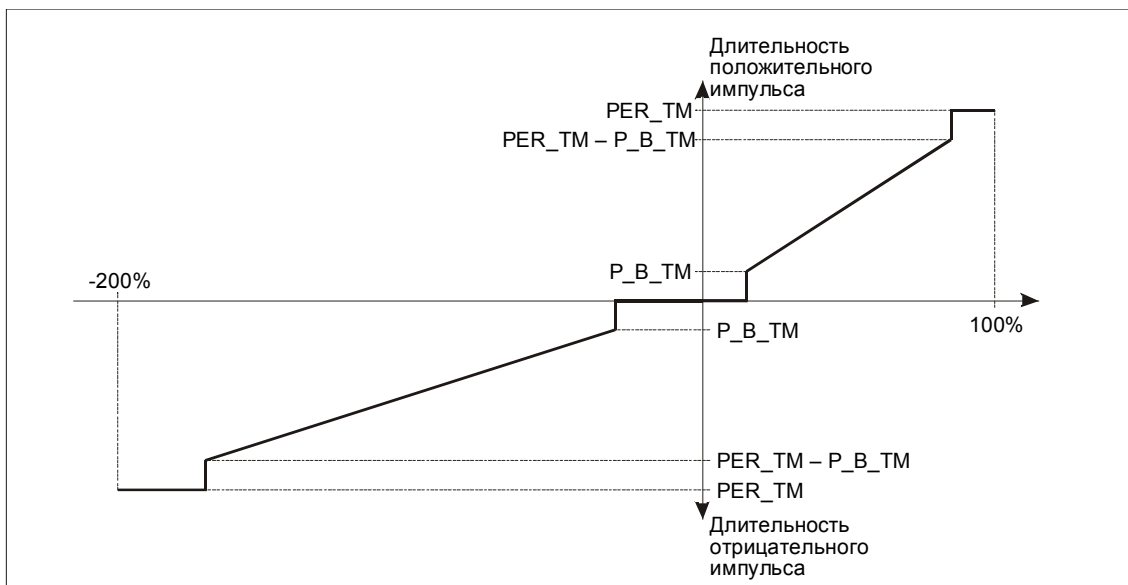 Длительность
положительного
импульса
PER_TM
PER_TM – P_B_TM
P_B_TM
-200%
100%
P_B_TM
PER_TM – P_B_TM
PER_TM
Длительность
отрицательного
импульса